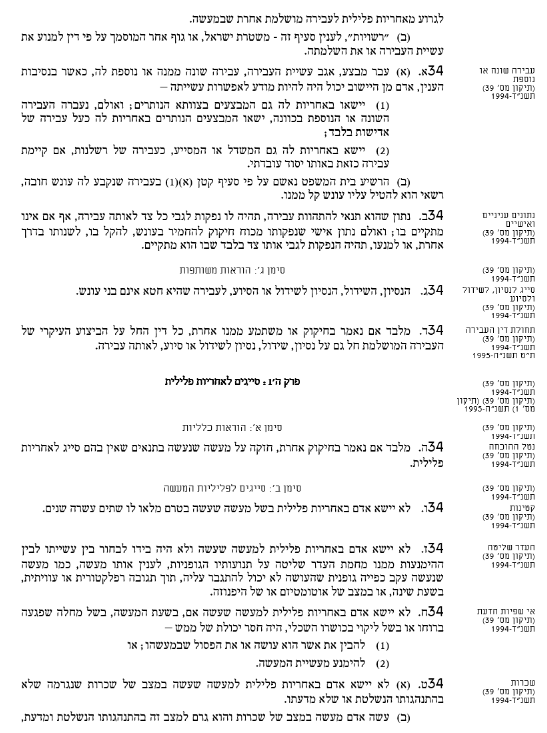 לגרוע מאחריות פלילית לעבירה מושלמת אחרת שבמעשה.
(ב) "רשויות", לענין סעיף זה - משטרת ישראל, או גוף אחר המוסמך על פי דין למנוע את
עשיית העבירה או את השלמתה.
עבירה שונה או
נוספת
(תיקון מס' 39)
תשנ"ד-1994
34א. (א) עבר מבצע, אגב עשיית העבירה, עבירה שונה ממנה או נוספת לה, כאשר בנסיבות
הענין, אדם מן היישוב יכול היה להיות מודע לאפשרות עשייתה –
(1) יישאו באחריות לה גם המבצעים בצוותא הנותרים; ואולם, נעברה העבירה
השונה או הנוספת בכוונה, ישאו המבצעים הנותרים באחריות לה כעל עבירה של
אדישות בלבד;
(2) יישא באחריות לה גם המשדל או המסייע, כעבירה של רשלנות, אם קיימת
עבירה כזאת באותו יסוד עובדתי.
(ב) הרשיע בית המשפט נאשם על פי סעיף קטן (א)(1) בעבירה שנקבע לה עונש חובה,
רשאי הוא להטיל עליו עונש קל ממנו.
נתונים עניניים
ואישיים
(תיקון מס' 39)
תשנ"ד-1994
34ב. נתון שהוא תנאי להתהוות עבירה, תהיה לו נפקות לגבי כל צד לאותה עבירה, אף אם אינו
מתקיים בו; ואולם נתון אישי שנפקותו מכוח חיקוק להחמיר בעונש, להקל בו, לשנותו בדרך
אחרת, או למנעו, תהיה הנפקות לגבי אותו צד בלבד שבו הוא מתקיים.
(תיקון מס' 39)
תשנ"ד-1994
סימן ג': הוראות משותפות
סייג לנסיון, לשידול
ולסיוע
(תיקון מס' 39)
תשנ"ד-1994
34ג. הנסיון, השידול, הנסיון לשידול או הסיוע, לעבירה שהיא חטא אינם בני עונש.
תחולת דין העבירה
(תיקון מס' 39)
תשנ"ד-1994
ת"ט תשנ"ה-1995
34ד. מלבד אם נאמר בחיקוק או משתמע ממנו אחרת, כל דין החל על הביצוע העיקרי של
העבירה המושלמת חל גם על נסיון, שידול, נסיון לשידול או סיוע, לאותה עבירה.
(תיקון מס' 39)
תשנ"ד-1994
(תיקון מס' 39) (תיקון
מס' 1) תשנ"ה-1995
פרק ה'1: סייגים לאחריות פלילית
(תיקון מס' 39)
תשנ"ד-1994
סימן א': הוראות כלליות
נטל ההוכחה
(תיקון מס' 39)
תשנ"ד-1994
34ה. מלבד אם נאמר בחיקוק אחרת, חזקה על מעשה שנעשה בתנאים שאין בהם סייג לאחריות
פלילית.
(תיקון מס' 39)
תשנ"ד-1994
סימן ב': סייגים לפליליות המעשה
קטינות
(תיקון מס' 39)
תשנ"ד-1994
34ו. לא יישא אדם באחריות פלילית בשל מעשה שעשה בטרם מלאו לו שתים עשרה שנים.
העדר שליטה
(תיקון מס' 39)
תשנ"ד-1994
34ז. לא יישא אדם באחריות פלילית למעשה שעשה ולא היה בידו לבחור בין עשייתו לבין
ההימנעות ממנו מחמת העדר שליטה על תנועותיו הגופניות, לענין אותו מעשה, כמו מעשה
שנעשה עקב כפייה גופנית שהעושה לא יכול להתגבר עליה, תוך תגובה רפלקטורית או עוויתית,
בשעת שינה, או במצב של אוטומטיזם או של היפנוזה.
אי שפיות הדעת
(תיקון מס' 39)
תשנ"ד-1994
34ח. לא יישא אדם באחריות פלילית למעשה שעשה אם, בשעת המעשה, בשל מחלה שפגעה
ברוחו או בשל ליקוי בכושרו השכלי, היה חסר יכולת של ממש –
(1) להבין את אשר הוא עושה או את הפסול שבמעשהו; או
(2) להימנע מעשיית המעשה.
שכרות
(תיקון מס' 39)
תשנ"ד-1994
34ט. (א) לא יישא אדם באחריות פלילית למעשה שעשה במצב של שכרות שנגרמה שלא
בהתנהגותו הנשלטת או שלא מדעתו.
(ב) עשה אדם מעשה במצב של שכרות והוא גרם למצב זה בהתנהגותו הנשלטת ומדעת,